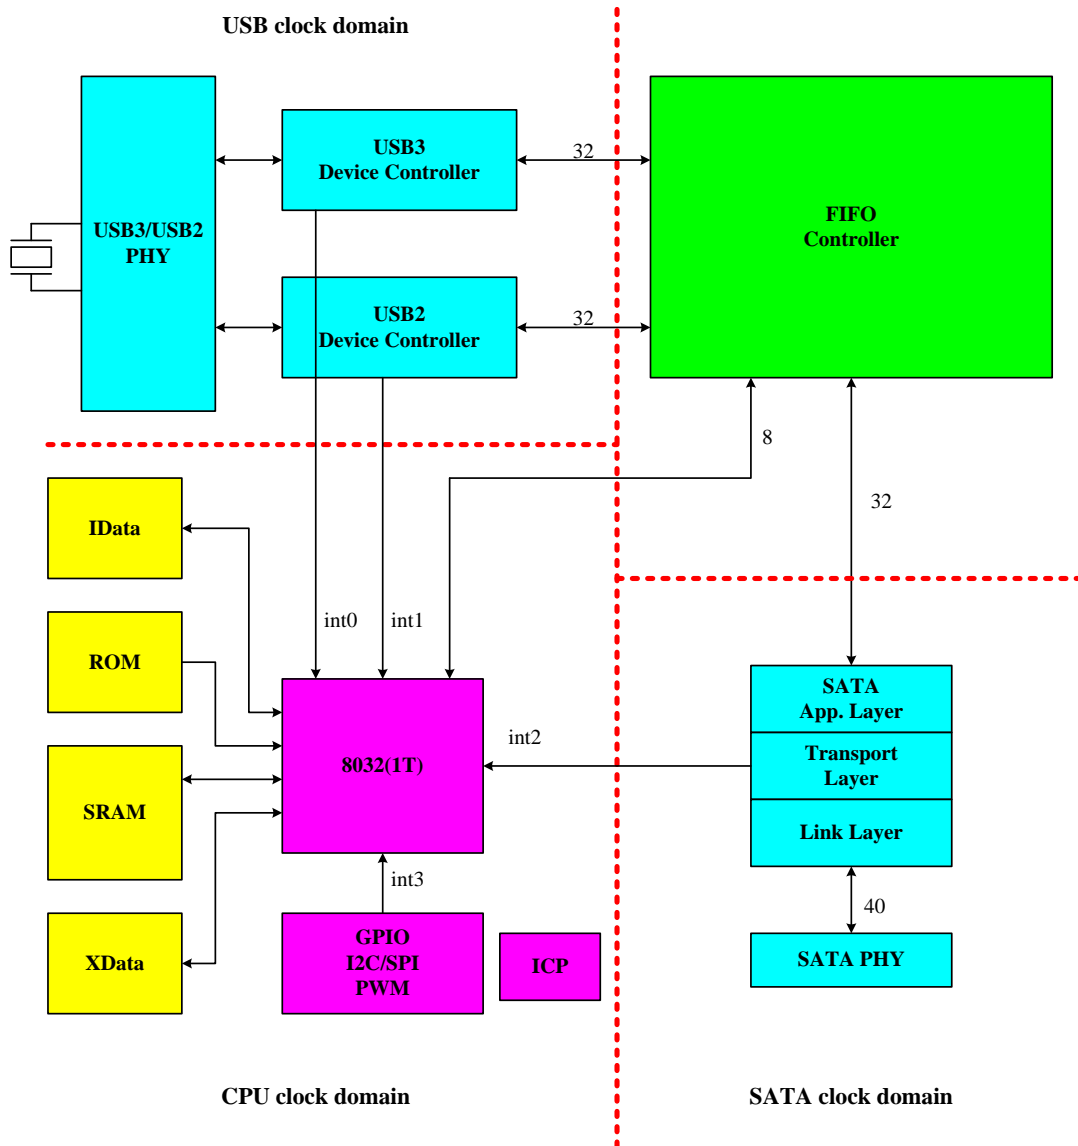 USB clock domain
USB3/USB2
PHY
USB3
Device Controller
32
FIFO
Controller
USB2
Device Controller
32
8
32
IData
ROM
SRAM
XData
int0
int1
8032(1T)
int2
int3
GPIO
I2C/SPI
PWM
ICP
SATA
App. Layer
Transport
Layer
Link Layer
40
SATA PHY
CPU clock domain
SATA clock domain